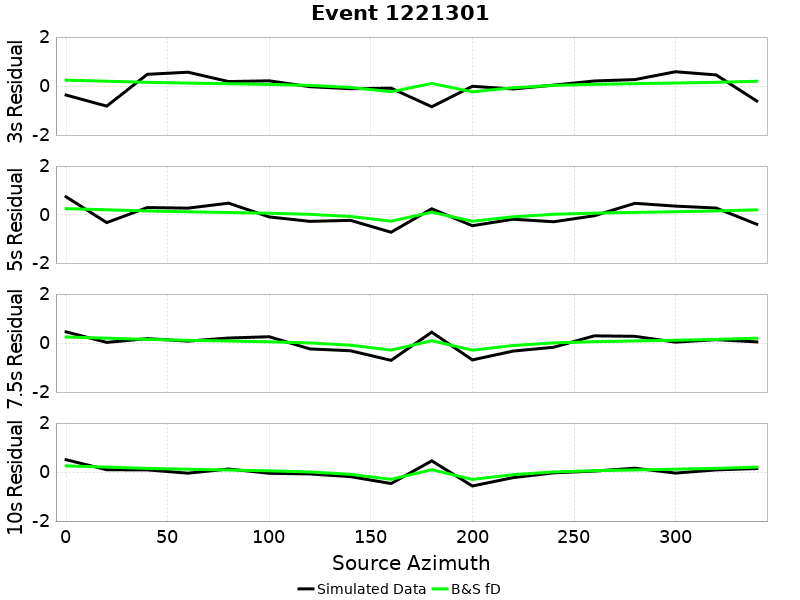 Event 1221301
3s Residual
2
0
-2
5s Residual
2
0
-2
7.5s Residual
2
0
-2
10s Residual
2
0
-2
0 50 100 150 200 250 300
Source Azimuth
Simulated Data B&S fD